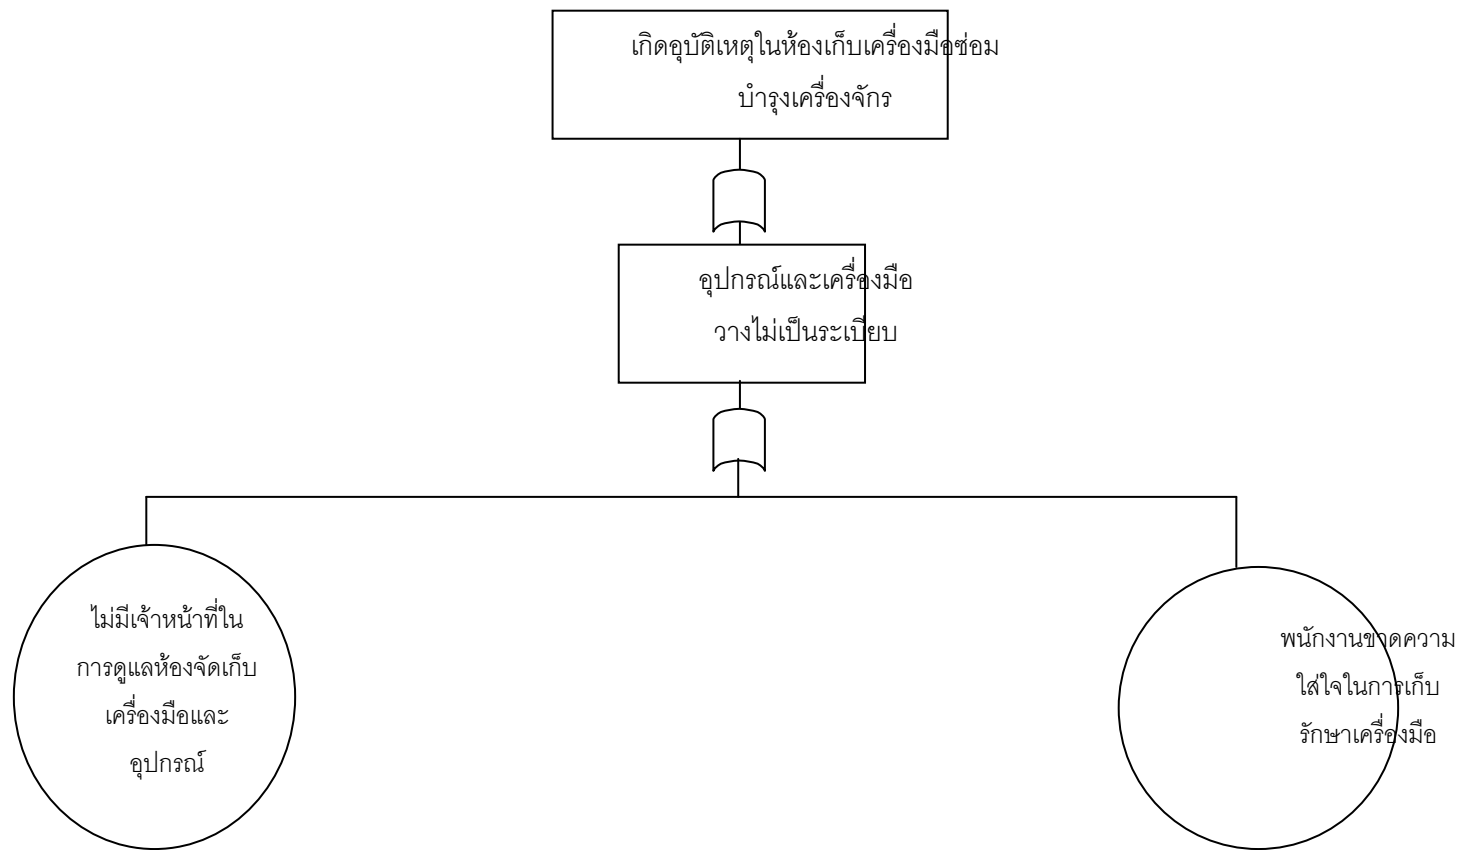 เกิดอุบัติเหตุในห้องเก็บเครื่องมือซ่อม
บำรุงเครื่องจักร
อุปกรณ์และเครื่องมือ
วางไม่เป็นระเบียบ
ไม่มีเจ้าหน้าที่ใน
การดูแลห้องจัดเก็บ
เครื่องมือและ
อุปกรณ์
พนักงานขาดความ
ใส่ใจในการเก็บ
รักษาเครื่องมือ